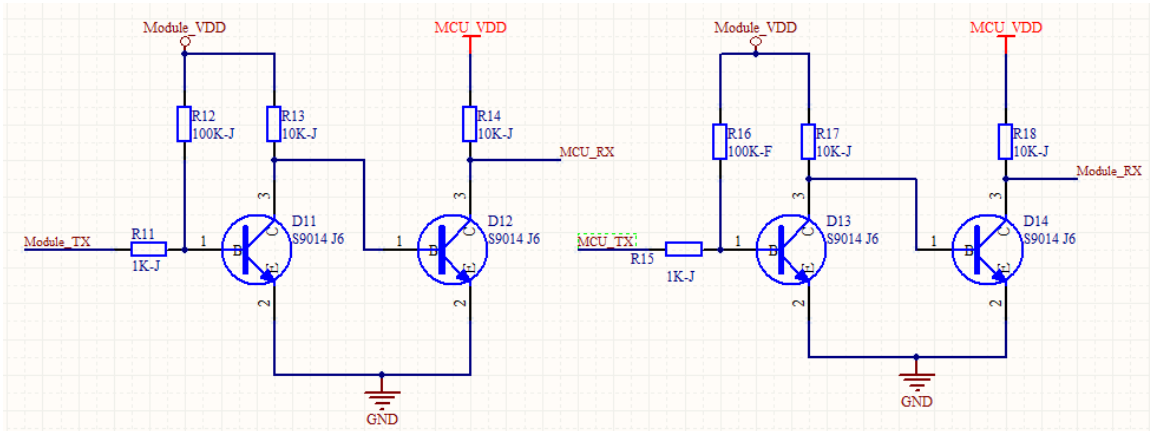 Module_VDD
MCU_VDD
Module_VDD
MCU_VDD
R12
100K-J
R13
10K-J
R14
10K-J
R16
100K-F
R17
10K-J
R18
10K-J
MCU_RX
Module_RX
3
3
3
3
Module_TX
R11
1K-J
1
B
C
E
D11
S9014 J6
1
B
C
E
D12
S9014 J6
MCU_TX
R15
1K-J
1
B
C
E
D13
S9014 J6
1
B
C
E
D14
S9014 J6
2
2
2
2
GND
GND